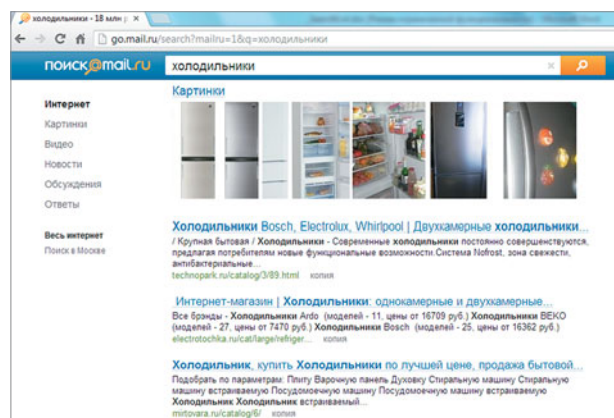 холодильники - 18 млн р
go.mail.ru/search?mailru=1&q=холодильники
поиск@mail.ru
холодильники
Картинки
Интернет
Картинки
Видео
Новости
Обсуждения
Ответы
Весь интернет
Поиск в Москве
Холодильники Bosch, Electrolux, Whirlpool | Двухкамерные холодильники...
/ Крупная бытовая / Холодильники - Современные холодильники постоянно совершенствуются,
предлагая потребителям новые функциональные возможности.Система Nofrost, зона свежести,
антибактериальные...
technopark.ru/catalog/3/89.html копия
Интернет-магазин | Холодильники: однокамерные и двухкамерные...
Все брэнды - Холодильники Ardo (моделей - 11, цены от 16709 руб.) Холодильники BEKO
(моделей - 27, цены от 7470 руб.) Холодильники Bosch (моделей - 25, цены от 16362 руб.)
electrotochka.ru/cat/large/refriger... копия
Холодильник, купить Холодильники по лучшей цене, продажа бытовой...
Подобрать по параметрам: Плиту Варочную панель Духовку Стиральную машину Стиральную
машину встраиваемую Посудомоечную машину Посудомоечную машину встраиваемую
Холодильник Холодильник встраиваемый...
mirtovara.ru/catalog/6/ копия